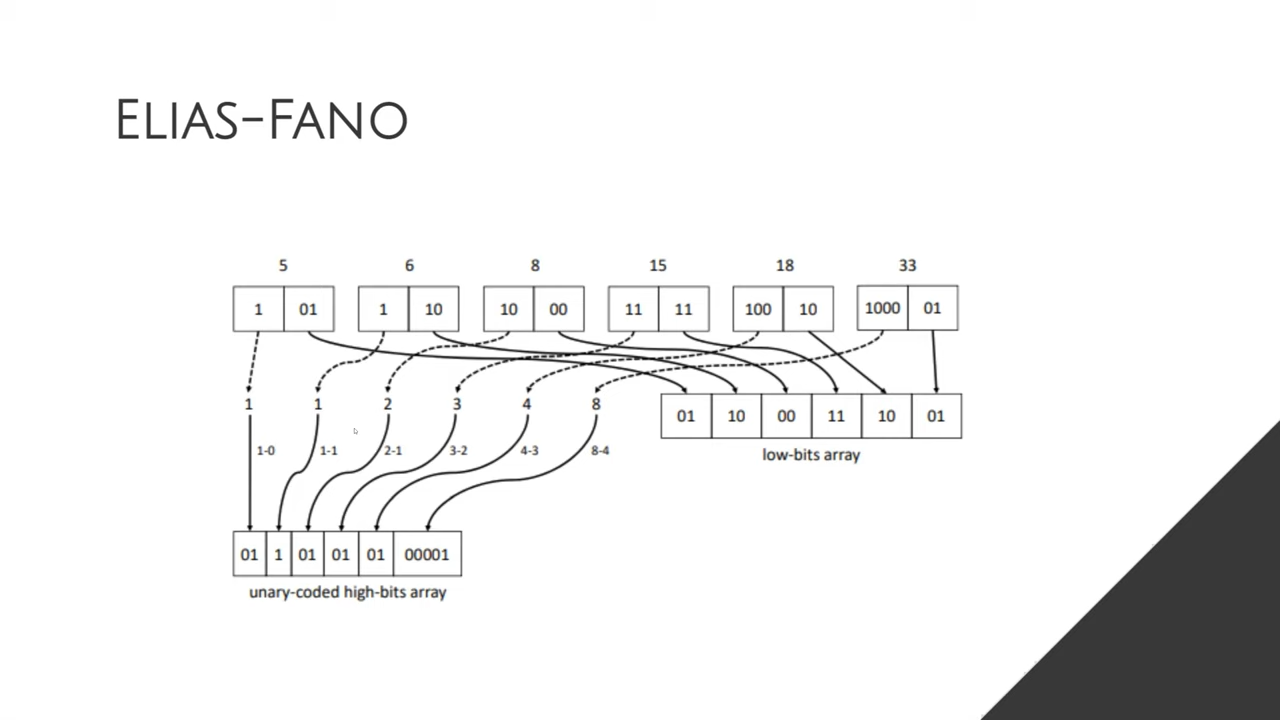 ELIAS-FANO
5 6 8 15 18 33
1 01 1 10 10 00 11 11 100 10 1000 01
1 1 2 3 4 8
01 10 00 11 10 01
1-0 1-1 2-1 3-2 4-3 8-4
low-bits array
01 1 01 01 01 00001
unary-coded high-bits array